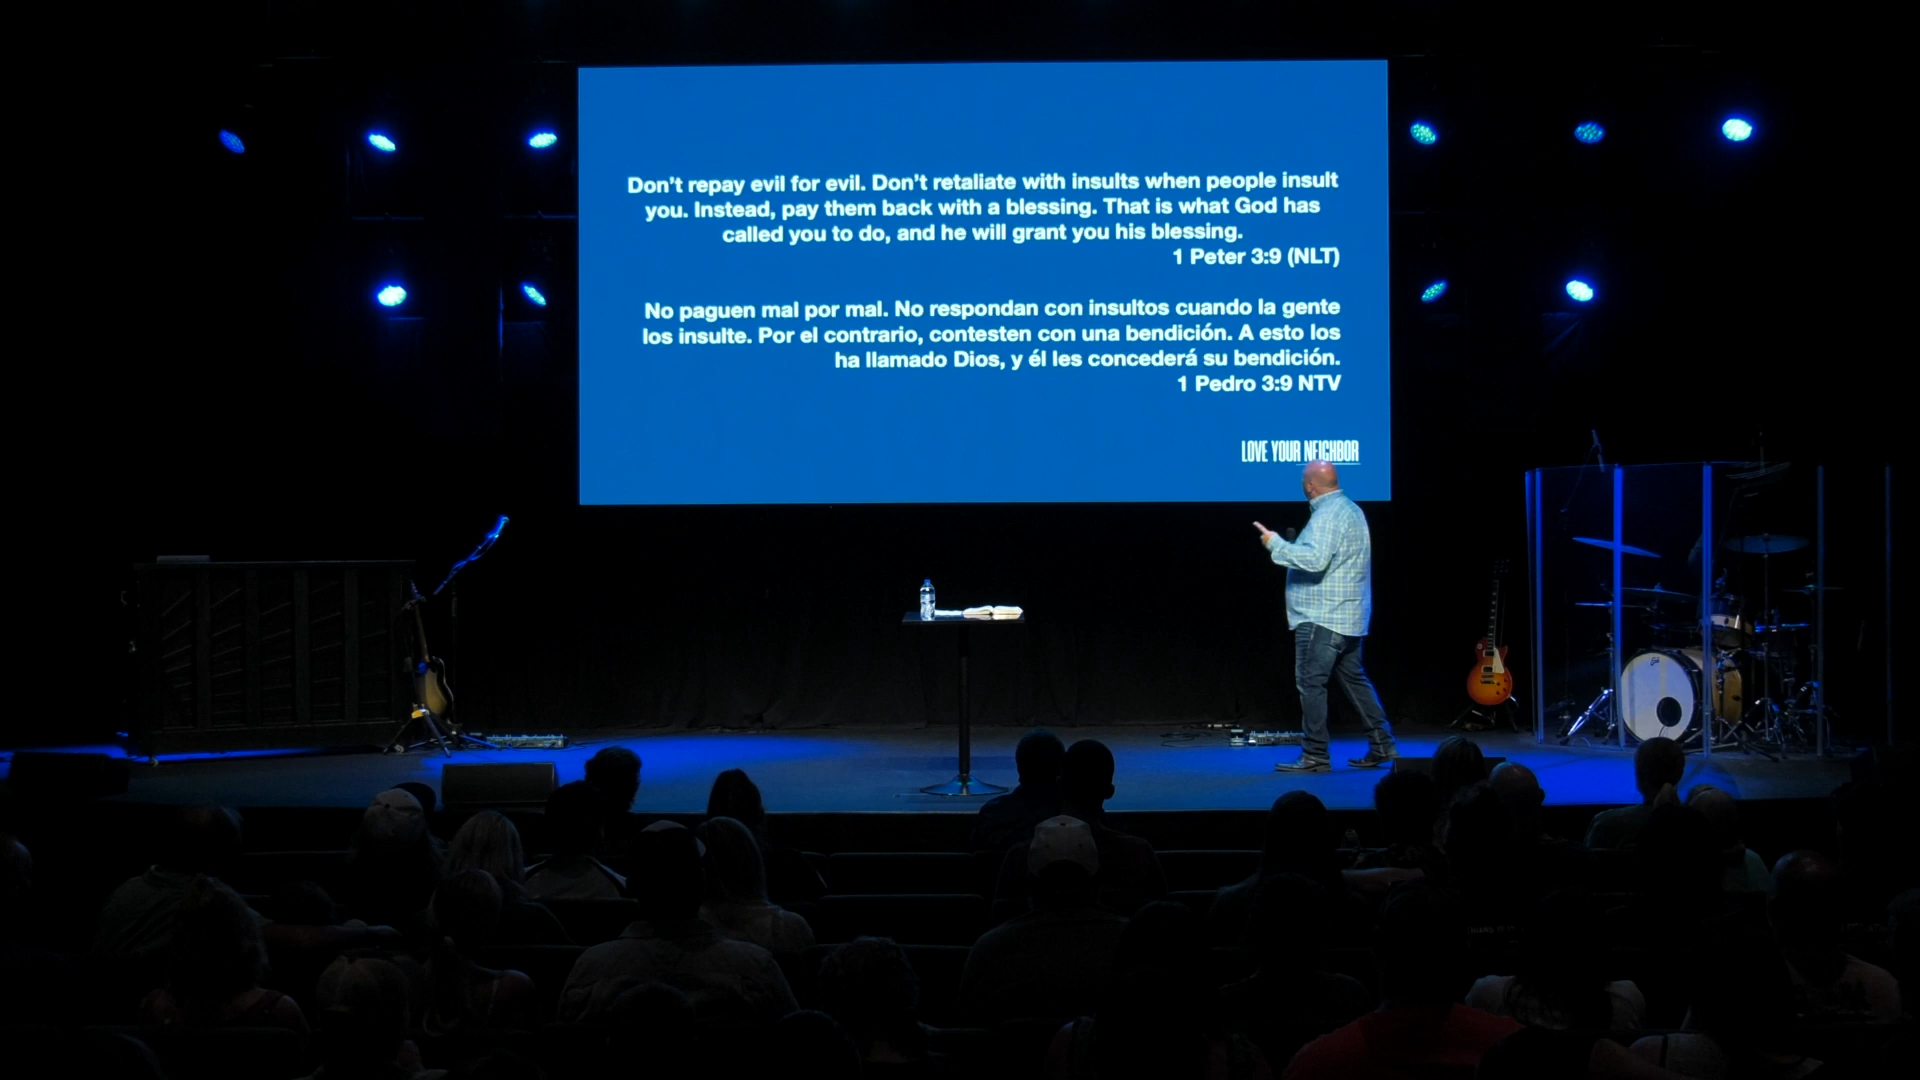 Don't repay evil for evil. Don't retaliate with insults when people insult
you. Instead, pay them back with a blessing. That is what God has
called you to do, and he will grant you his blessing.
1 Peter 3:9 (NLT)
No paguen mal por mal. No respondan con insultos cuando la gente
los insulte. Por el contrario, contesten con una bendición. A esto los
ha llamado Dios, y él les concederá su bendición.
1 Pedro 3:9 NTV
LOVE YOUR NEIGHBOR